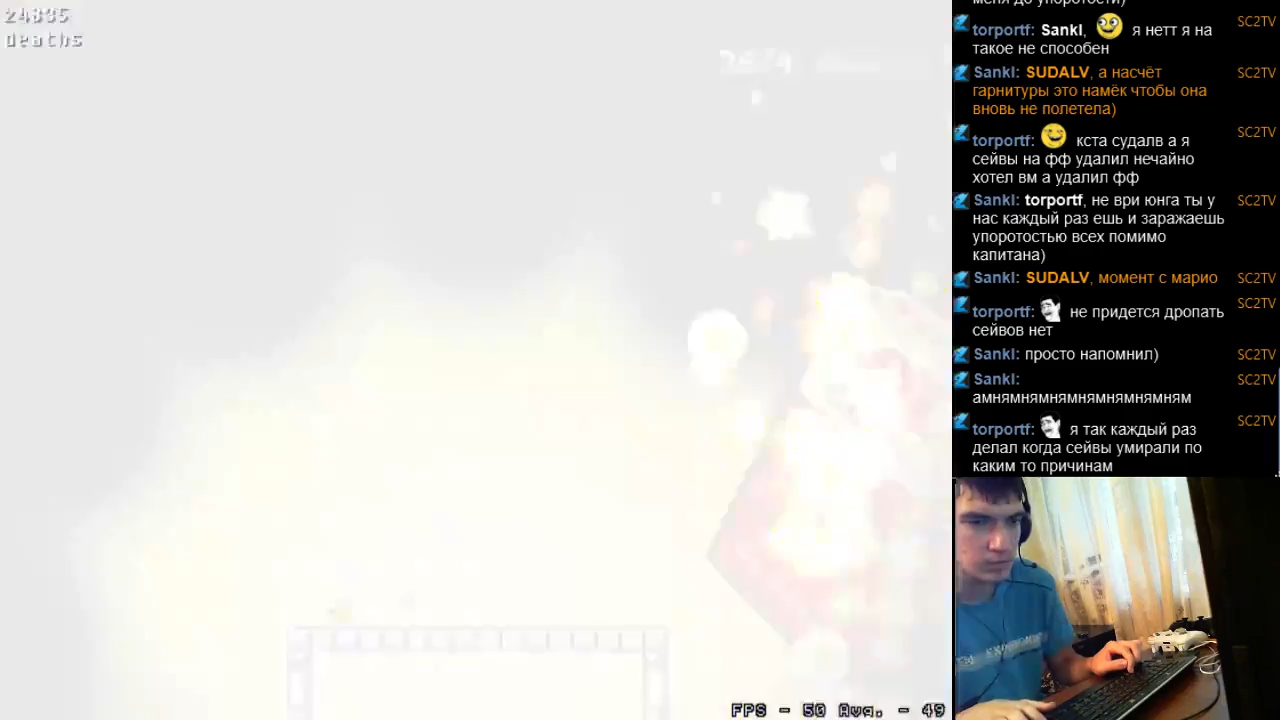 24835
deaths
меня до упоротости)
torportf: Sankl, я нетт я на
такое не способен
SC2TV
Sankl: SUDALV, а насчёт
гарнитуры это намёк чтобы она
вновь не полетела)
SC2TV
torportf: кста судалв а я
сейвы на фф удалил нечайно
хотел вм а удалил фф
SC2TV
Sankl: torportf, не ври юнга ты у
нас каждый раз ешь и заражаешь
упоротостью всех помимо
капитана)
SC2TV
Sankl: SUDALV, момент с марио
SC2TV
torportf: не придется дропать
сейвов нет
SC2TV
Sankl: просто напомнил)
SC2TV
Sankl:
амнямнямнямнямнямнямням
SC2TV
torportf: я так каждый раз
делал когда сейвы умирали по
каким то причинам
SC2TV
FPS - 50 Avg. - 49